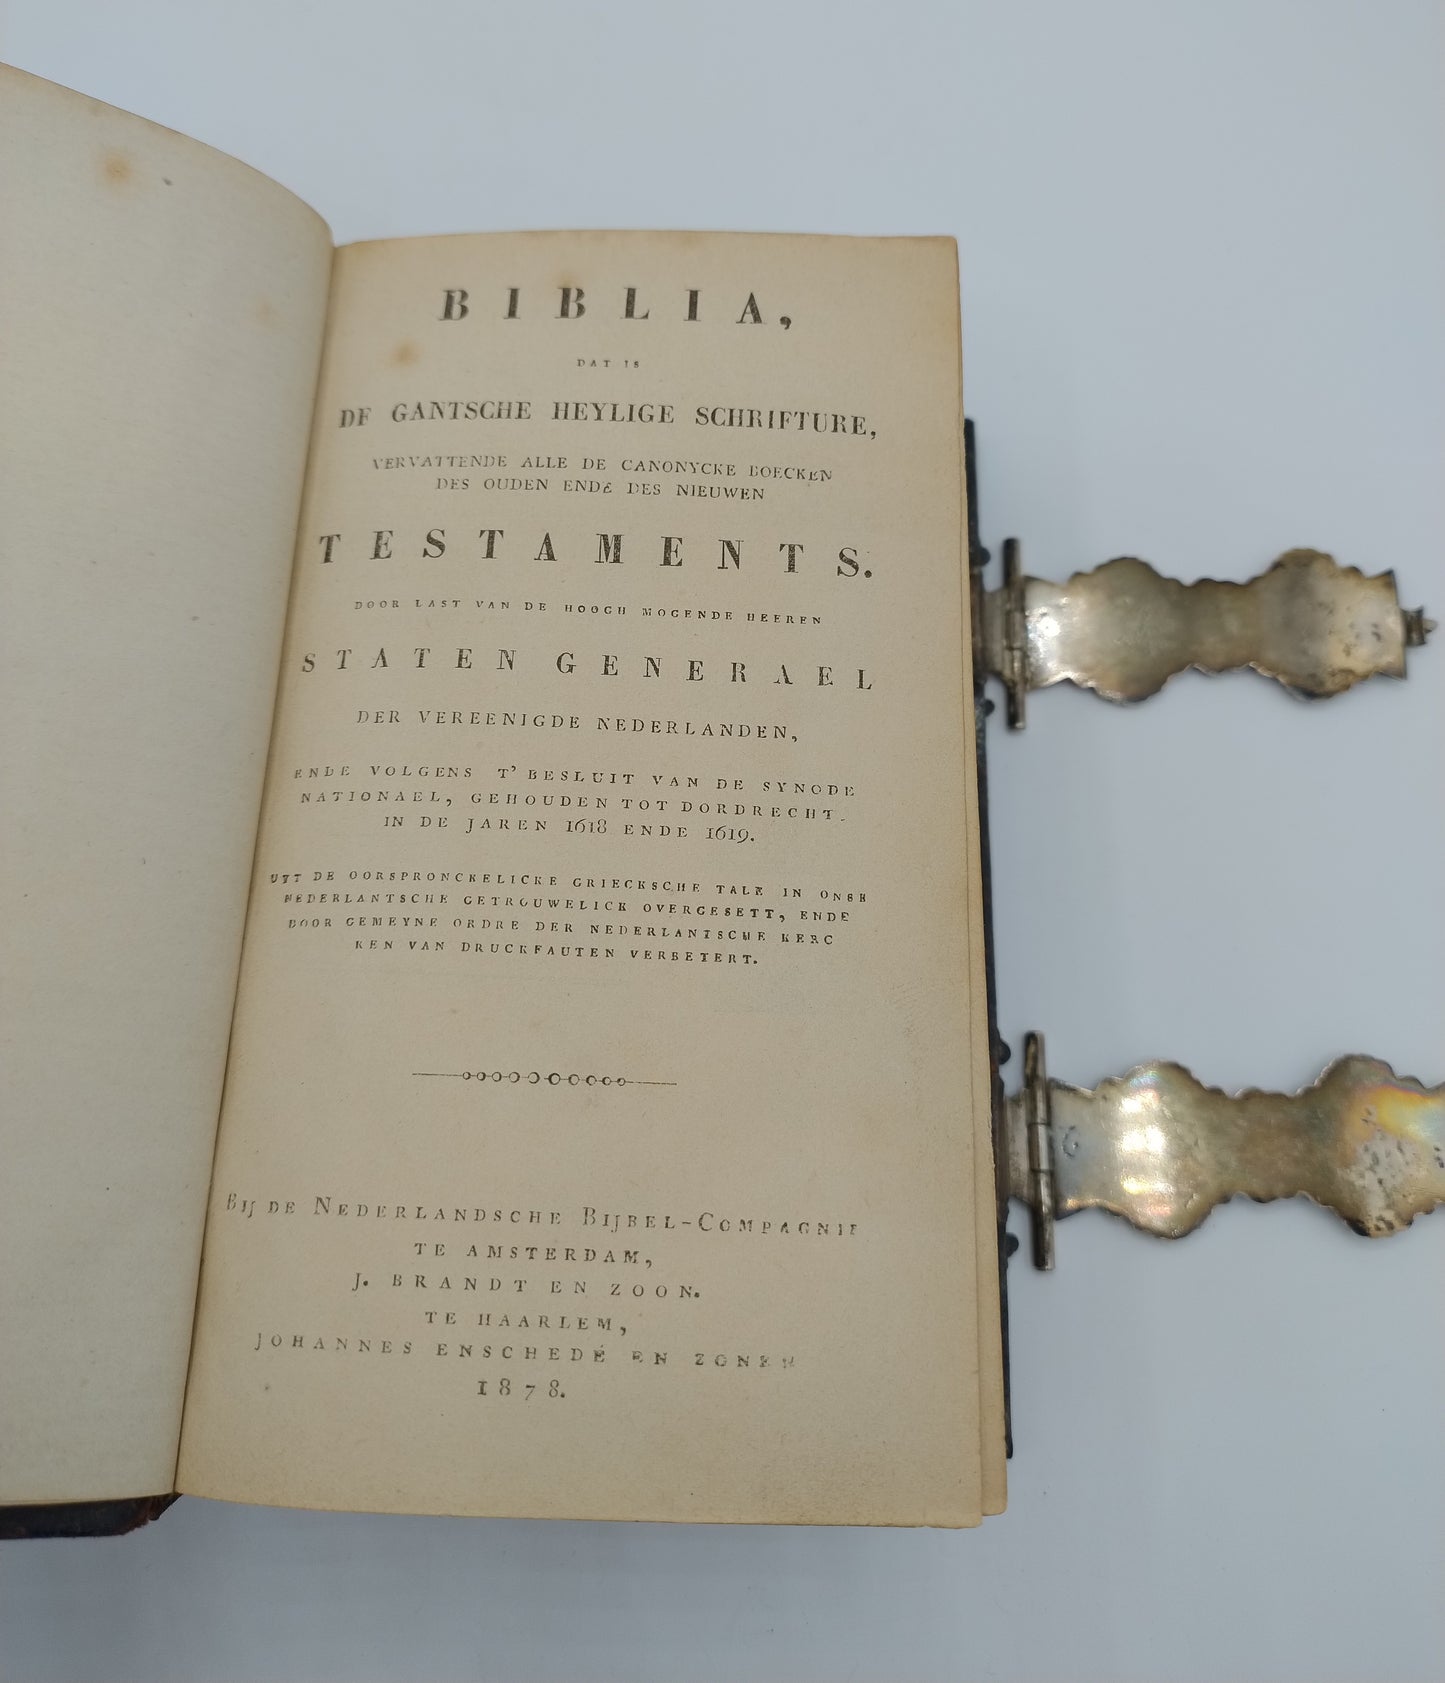 BIBLIA,
DAT IS
DE GANTSCHE HEYLIGE SCHRIFTURE,
VERVATTENDE ALLE DE CANONYCKE BOECKEN
DES OUDEN ENDE DES NIEUWEN
TESTAMENTS.
DOOR LAST VAN DE HOOGH MOGENDE HEEREN
STATEN GENERAEL
DER VEREENIGDE NEDERLANDEN,
ENDE VOLGENS T' BESLUIT VAN DE SYNODE
NATIONAEL, GEHOUDEN TOT DORDRECHT.
IN DE JAREN 1618 ENDE 1619.
UYT DE OORSPRONCKELICKE GRIECKSCHE TALE IN ONSE
NEDERLANTSCHE GETROUWELICK OVERGESETT, ENDE
DOOR GEMEYNE ORDRE DER NEDERLANTSCHE KERC
KEN VAN DRUCKFAUTEN VERBETERT.
BIJ DE NEDERLANDSCHE BIJBEL-COMPAGNIE
TE AMSTERDAM,
J. BRANDT EN ZOON.
TE HAARLEM,
JOHANNES ENSCHEDÉ EN ZONEN
1878.